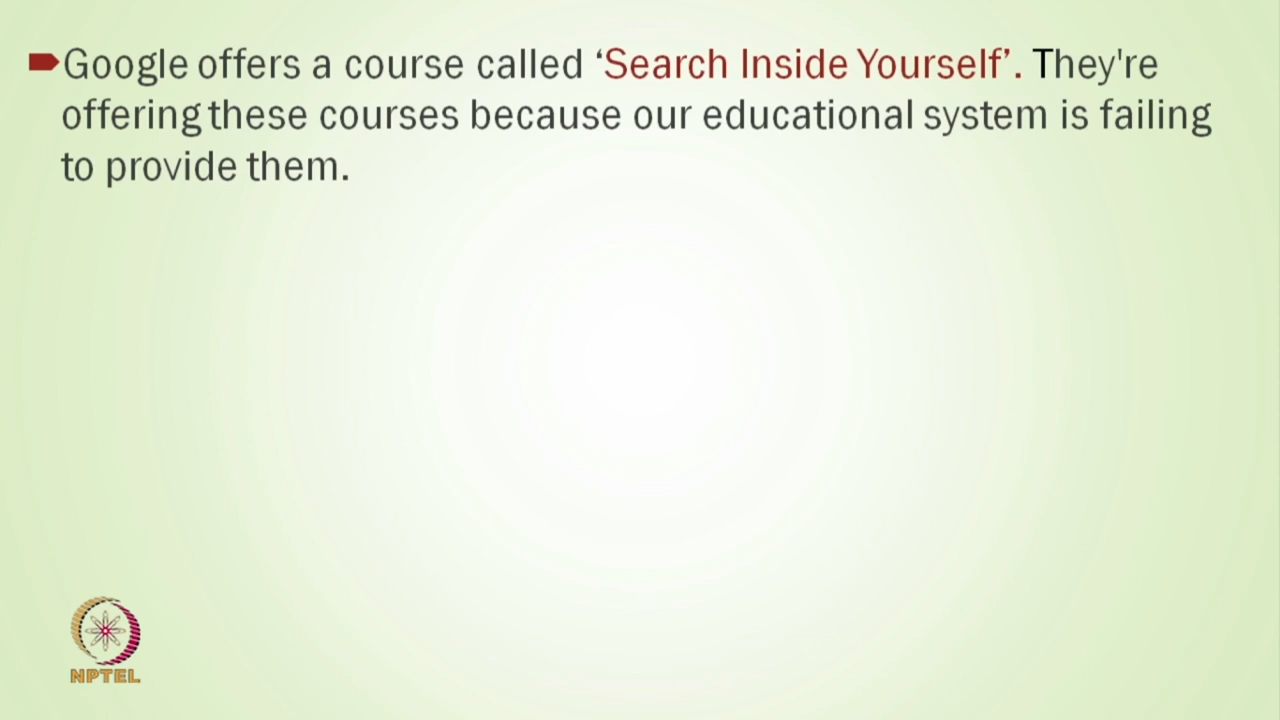 Google offers a course called ‘Search Inside Yourself’. They're
offering these courses because our educational system is failing
to provide them.
NPTEL